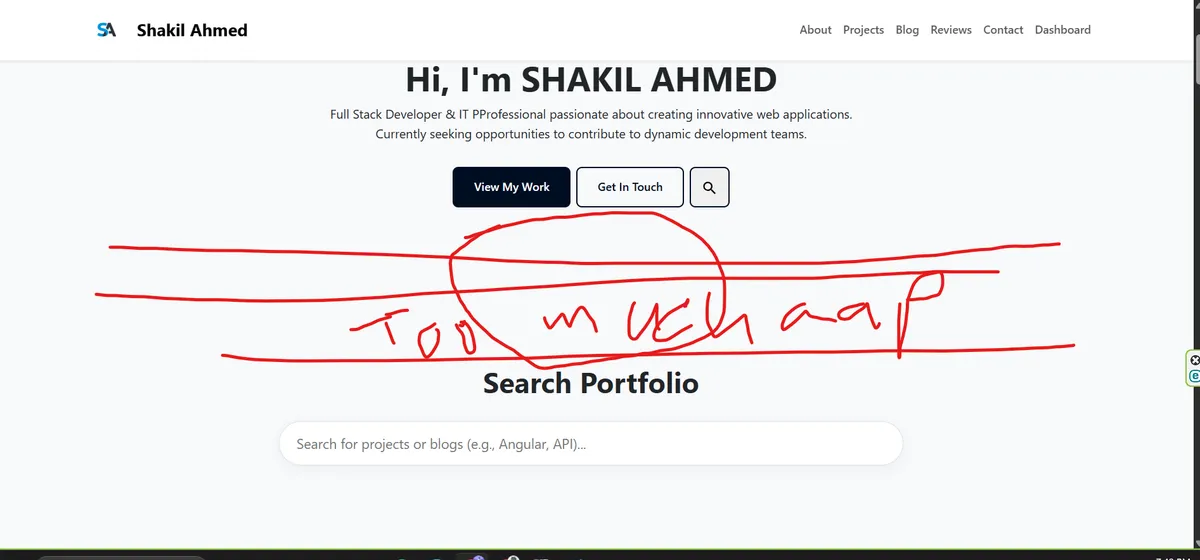 SA Shakil Ahmed About Projects Blog Reviews Contact Dashboard
Hi, I'm SHAKIL AHMED
Full Stack Developer & IT PProfessional passionate about creating innovative web applications.
Currently seeking opportunities to contribute to dynamic development teams.
View My Work Get In Touch
Too much
Search Portfolio
Search for projects or blogs (e.g., Angular, API)...